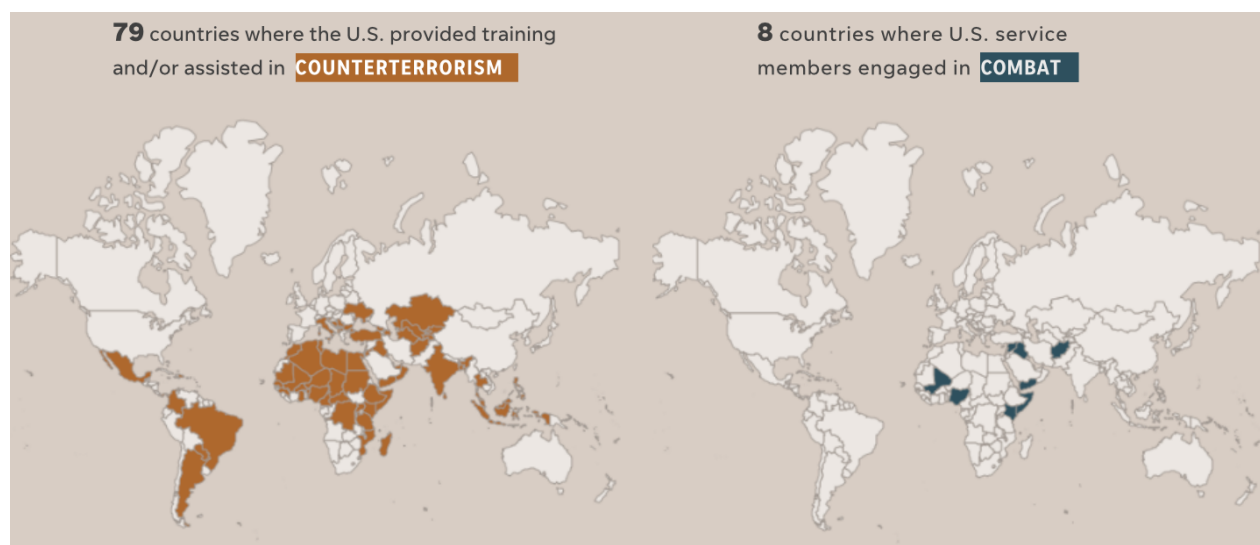 79 countries where the U.S. provided training
and/or assisted in COUNTERTERRORISM
8 countries where U.S. service
members engaged in COMBAT